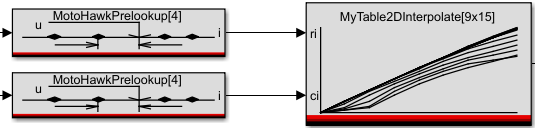 MotoHawkPrelookup[4]
u
i
MotoHawkPrelookup[4]
u
i
MyTable2DInterpolate[9x15]
ri
ci